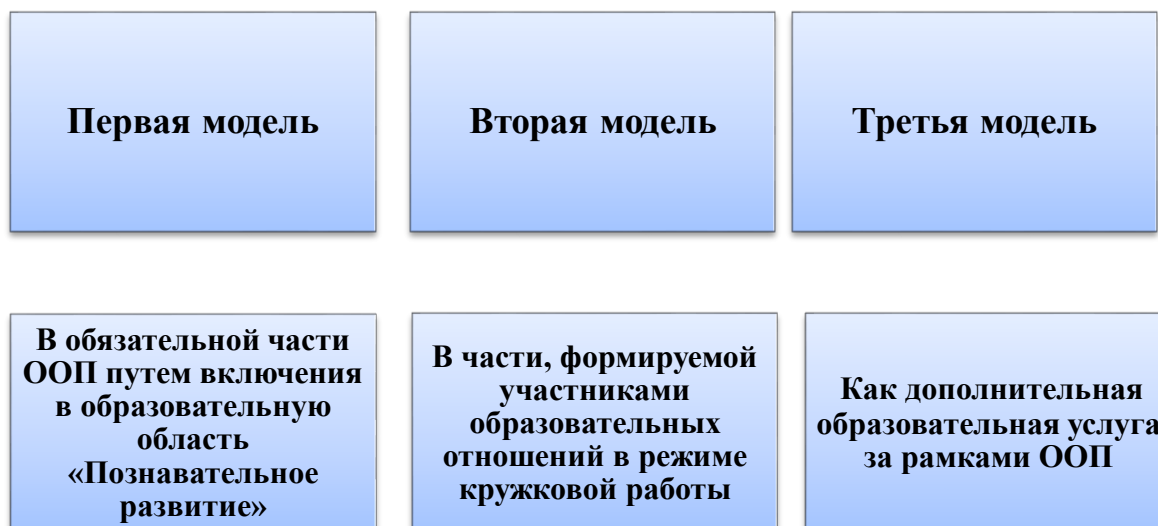 Первая модель
Вторая модель
Третья модель
В обязательной части
ООП путем включения
в образовательную
область
«Познавательное
развитие»
В части, формируемой
участниками
образовательных
отношений в режиме
кружковой работы
Как дополнительная
образовательная услуга
за рамками ООП